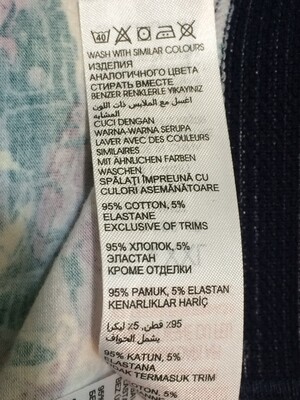 40
WASH WITH SIMILAR COLOURS
ИЗДЕЛИЯ
АНАЛОГИЧНОГО ЦВЕТА
СТИРАТЬ ВМЕСТЕ
BENZER RENKLERLE YIKAYINIZ
اغسل مع الملابس ذات اللون
المشابه
CUCI DENGAN
WARNA-WARNA SERUPA
LAVER AVEC DES COULEURS
SIMILAIRES
MIT ÄHNLICHEN FARBEN
WASCHEN
SPĂLAȚI ÎMPREUNĂ CU
CULORI ASEMĂNĂTOARE
95% COTTON, 5%
ELASTANE
EXCLUSIVE OF TRIMS
95% ХЛОПОК, 5%
ЭЛАСТАН
КРОМЕ ОТДЕЛКИ
95% PAMUK, 5% ELASTAN
KENARLIKLAR HARİÇ
95٪ قطن, 5٪ ليكرا
يشمل الحواف
95% KATUN, 5%
ELASTANA
TERMASUK TRIM